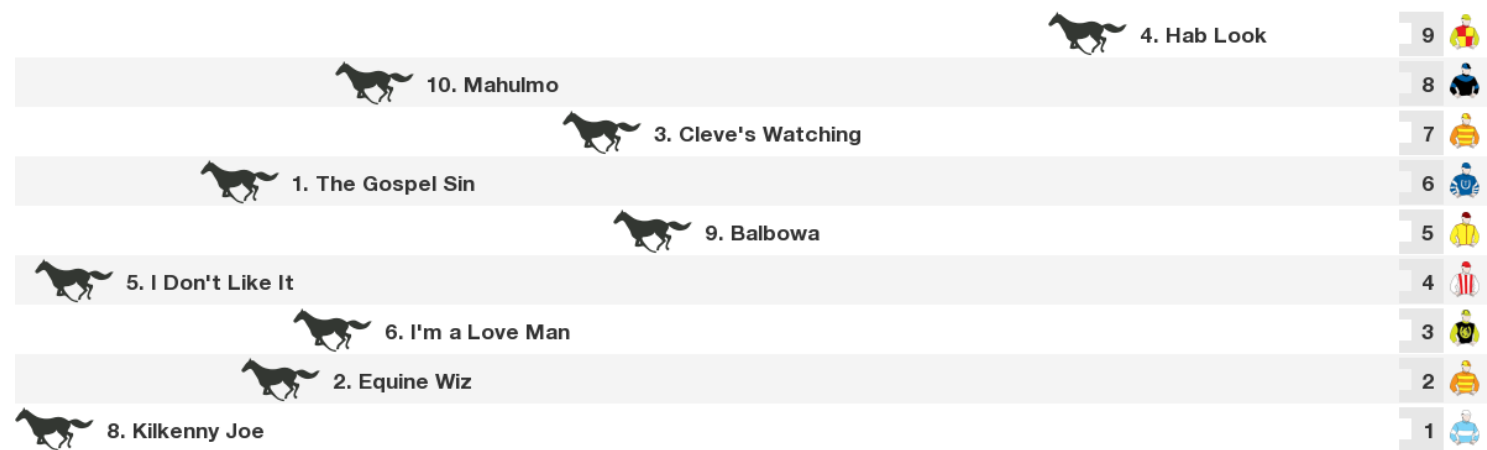 4. Hab Look 9
10. Mahulmo 8
3. Cleve's Watching 7
1. The Gospel Sin 6
9. Balbowa 5
5. I Don't Like It 4
6. I'm a Love Man 3
2. Equine Wiz 2
8. Kilkenny Joe 1